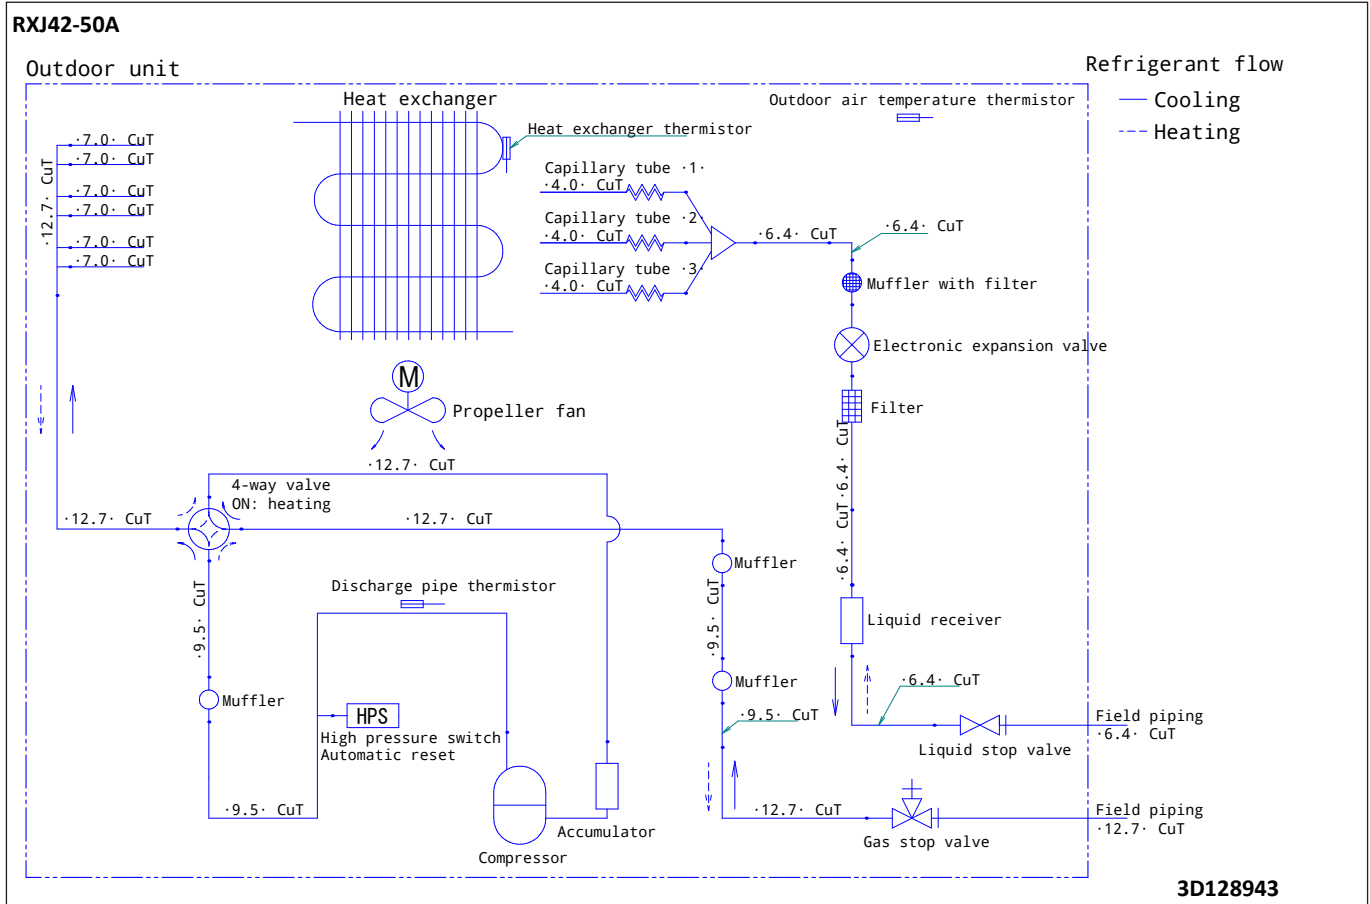 RXJ42-50A
Outdoor unit
Refrigerant flow
Cooling
Heating
Heat exchanger
Outdoor air temperature thermistor
Heat exchanger thermistor
·7.0· CuT
·7.0· CuT
·7.0· CuT
·7.0· CuT
·7.0· CuT
·7.0· CuT
·12.7· CuT
Capillary tube ·1·
·4.0· CuT
Capillary tube ·2·
·4.0· CuT
Capillary tube ·3·
·4.0· CuT
·6.4· CuT
·6.4· CuT
Muffler with filter
Electronic expansion valve
Filter
M
Propeller fan
·12.7· CuT
4-way valve
ON: heating
·12.7· CuT
·12.7· CuT
·6.4· CuT
·6.4· CuT
Muffler
Discharge pipe thermistor
·9.5· CuT
·9.5· CuT
Liquid receiver
Muffler
Muffler
·6.4· CuT
HPS
High pressure switch
Automatic reset
·9.5· CuT
Field piping
·6.4· CuT
Liquid stop valve
·9.5· CuT
·12.7· CuT
Field piping
·12.7· CuT
Accumulator
Gas stop valve
Compressor
3D128943